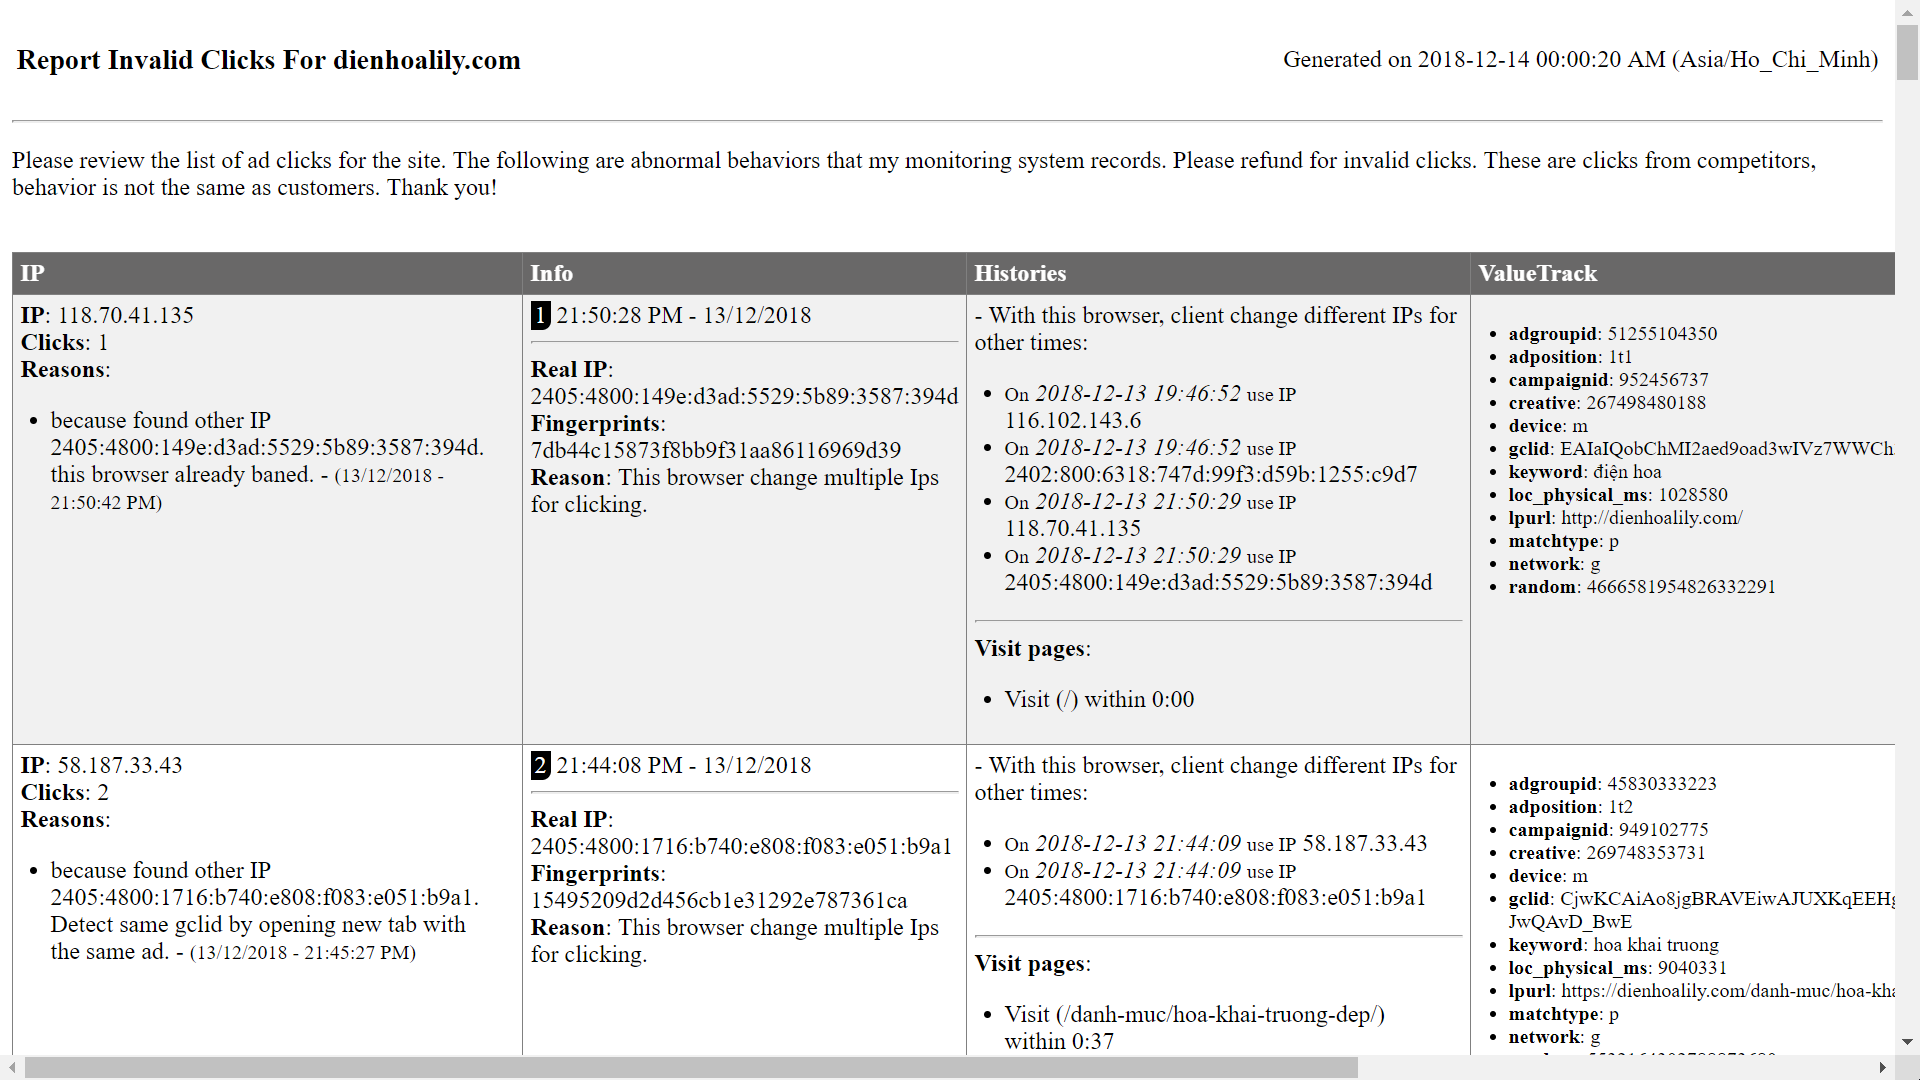 Report Invalid Clicks For dienhoalily.com
Generated on 2018-12-14 00:00:20 AM (Asia/Ho_Chi_Minh)
Please review the list of ad clicks for the site. The following are abnormal behaviors that my monitoring system records. Please refund for invalid clicks. These are clicks from competitors,
behavior is not the same as customers. Thank you!
IP
Info
Histories
ValueTrack
IP: 118.70.41.135
Clicks: 1
Reasons:
because found other IP
2405:4800:149e:d3ad:5529:5b89:3587:394d.
this browser already baned. - (13/12/2018 -
21:50:42 PM)
1 21:50:28 PM - 13/12/2018
Real IP:
2405:4800:149e:d3ad:5529:5b89:3587:394d
Fingerprints:
7db44c15873f8bb9f31aa86116969d39
Reason: This browser change multiple Ips
for clicking.
- With this browser, client change different IPs for
other times:
On 2018-12-13 19:46:52 use IP
116.102.143.6
On 2018-12-13 19:46:52 use IP
2402:800:6318:747d:99f3:d59b:1255:c9d7
On 2018-12-13 21:50:29 use IP
118.70.41.135
On 2018-12-13 21:50:29 use IP
2405:4800:149e:d3ad:5529:5b89:3587:394d
Visit pages:
Visit (/) within 0:00
adgroupid: 51255104350
adposition: 1t1
campaignid: 952456737
creative: 267498480188
device: m
gclid: EAIaIQobChMI2aed9oad3wIVz7WWCh
keyword: điện hoa
loc_physical_ms: 1028580
lpurl: http://dienhoalily.com/
matchtype: p
network: g
random: 4666581954826332291
IP: 58.187.33.43
Clicks: 2
Reasons:
because found other IP
2405:4800:1716:b740:e808:f083:e051:b9a1.
Detect same gclid by opening new tab with
the same ad. - (13/12/2018 - 21:45:27 PM)
2 21:44:08 PM - 13/12/2018
Real IP:
2405:4800:1716:b740:e808:f083:e051:b9a1
Fingerprints:
15495209d2d456cb1e31292e787361ca
Reason: This browser change multiple Ips
for clicking.
- With this browser, client change different IPs for
other times:
On 2018-12-13 21:44:09 use IP 58.187.33.43
On 2018-12-13 21:44:09 use IP
2405:4800:1716:b740:e808:f083:e051:b9a1
Visit pages:
Visit (/danh-muc/hoa-khai-truong-dep/)
within 0:37
adgroupid: 45830333223
adposition: 1t2
campaignid: 949102775
creative: 269748353731
device: m
gclid: CjwKCAiAo8jgBRAVEiwAJUXKqEEHg
JwQAvD_BwE
keyword: hoa khai truong
loc_physical_ms: 9040331
lpurl: https://dienhoalily.com/danh-muc/hoa-kha
matchtype: p
network: g